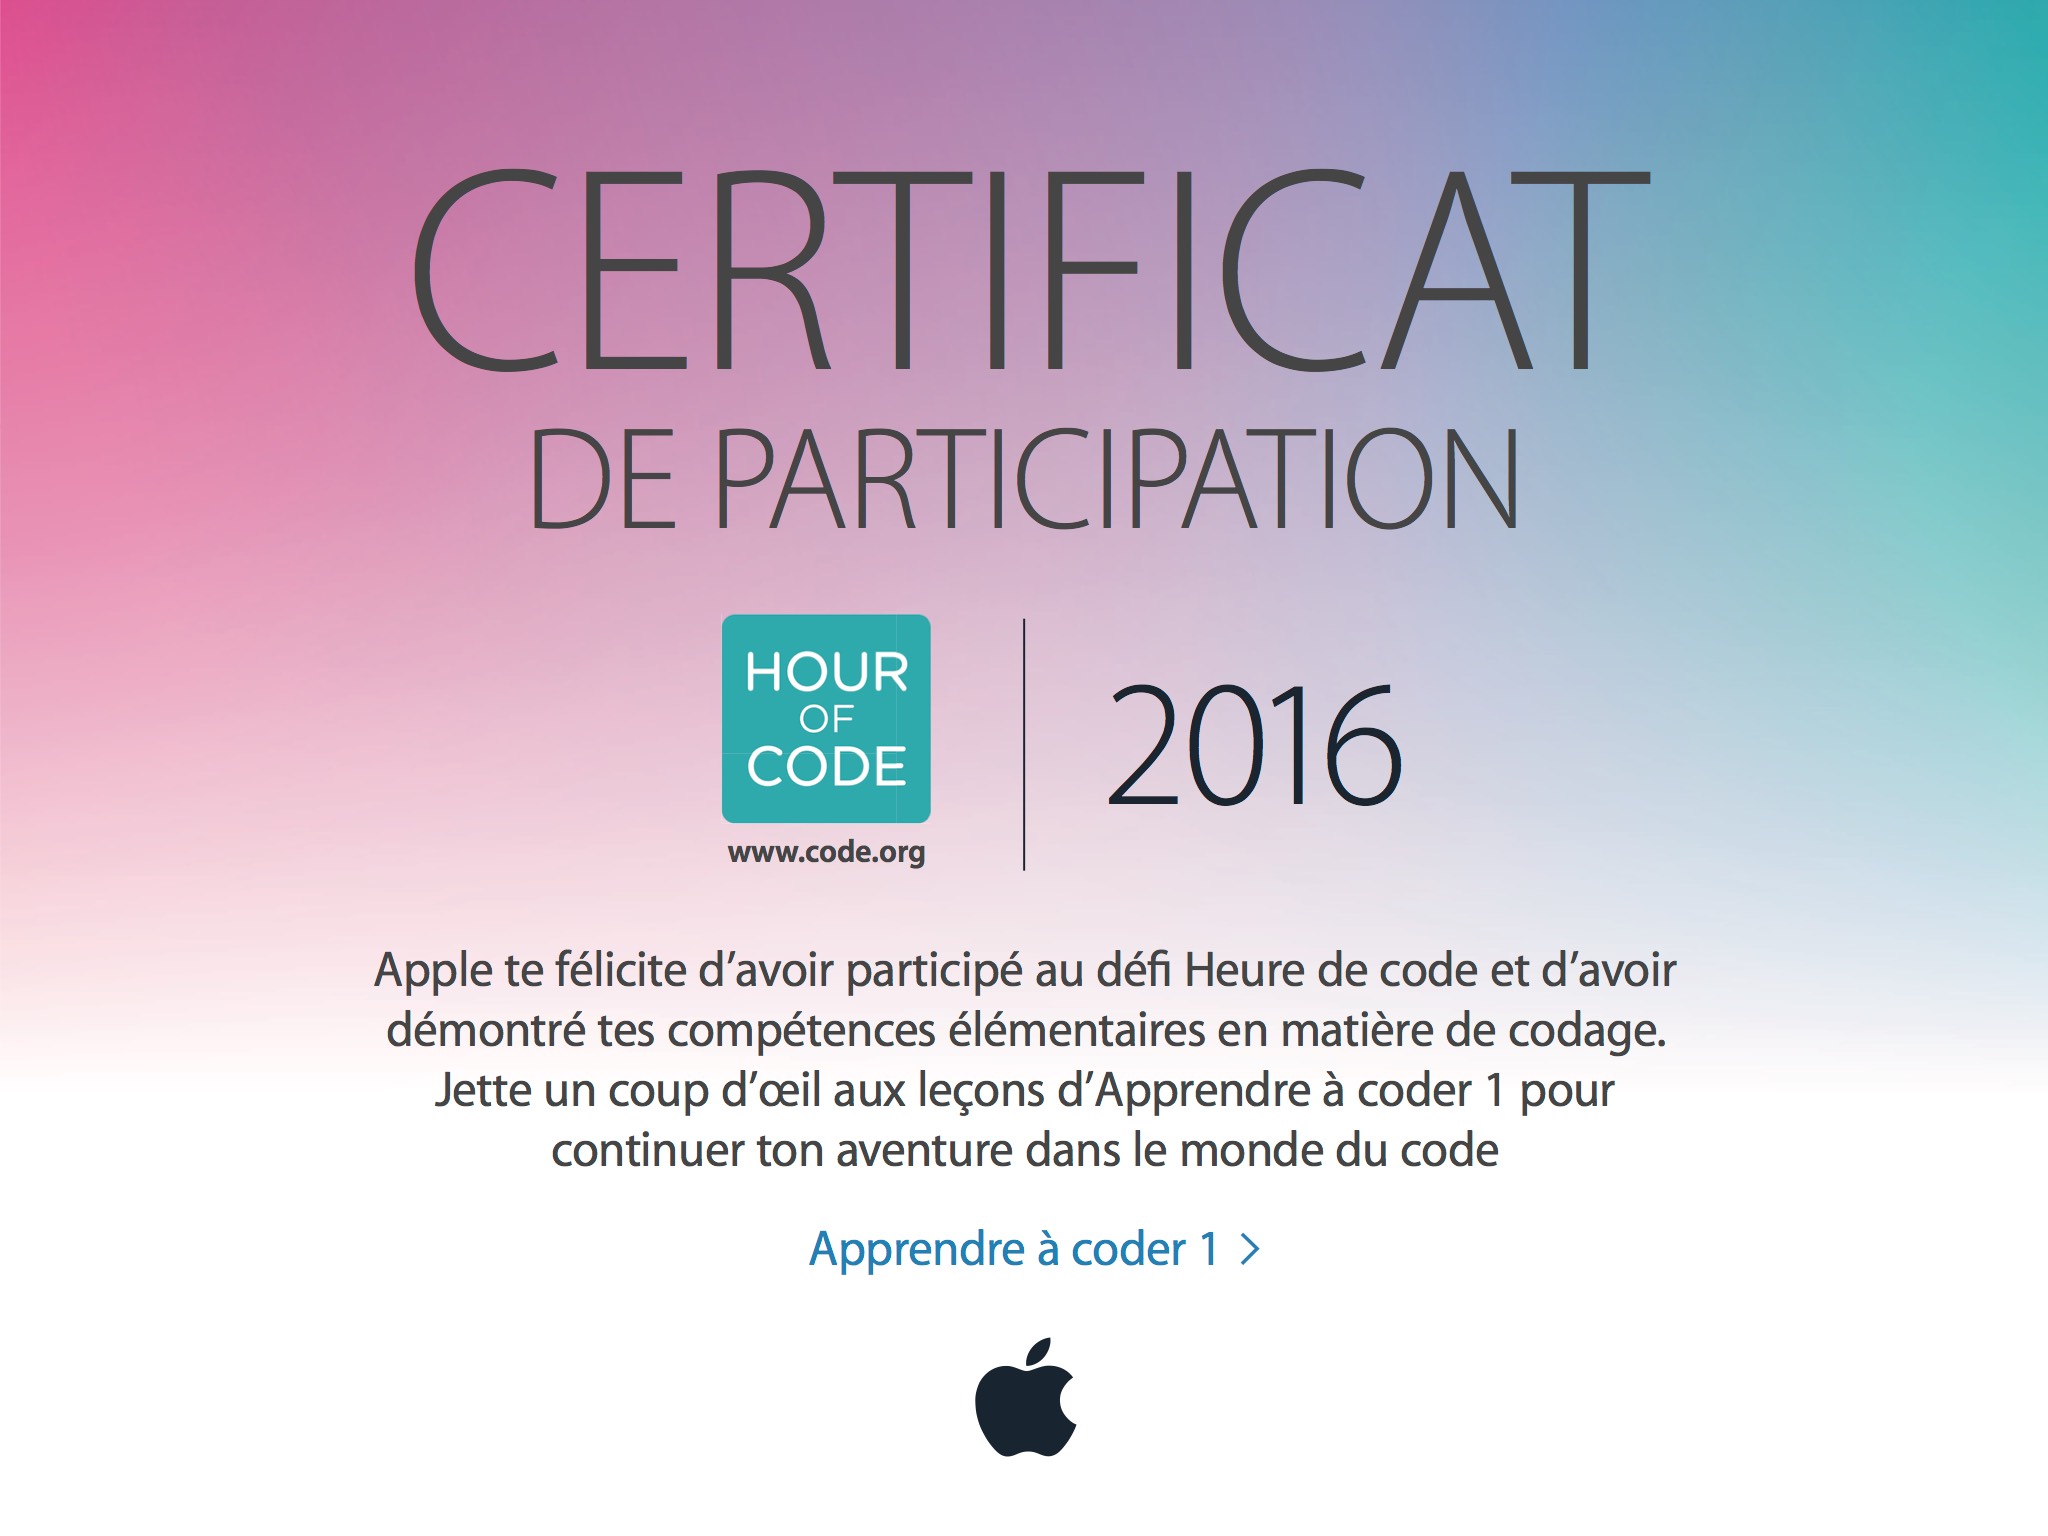 CERTIFICAT
DE PARTICIPATION
HOUR
OF
CODE
www.code.org
2016
Apple te félicite d’avoir participé au défi Heure de code et d’avoir
démontré tes compétences élémentaires en matière de codage.
Jette un coup d’œil aux leçons d’Apprendre à coder 1 pour
continuer ton aventure dans le monde du code
Apprendre à coder 1 >